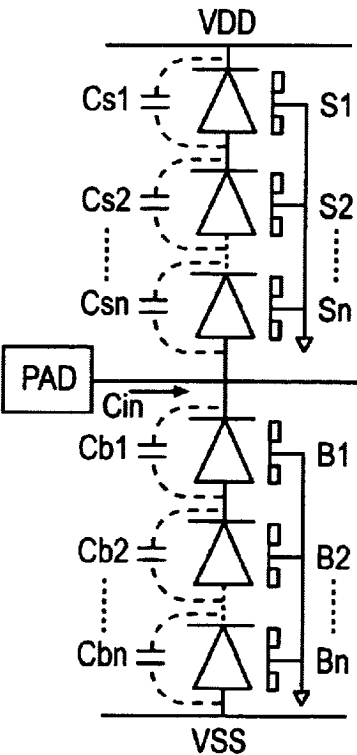 VDD
Cs1 S1
Cs2 S2
Csn Sn
PAD
Cin
Cb1 B1
Cb2 B2
Cbn Bn
VSS